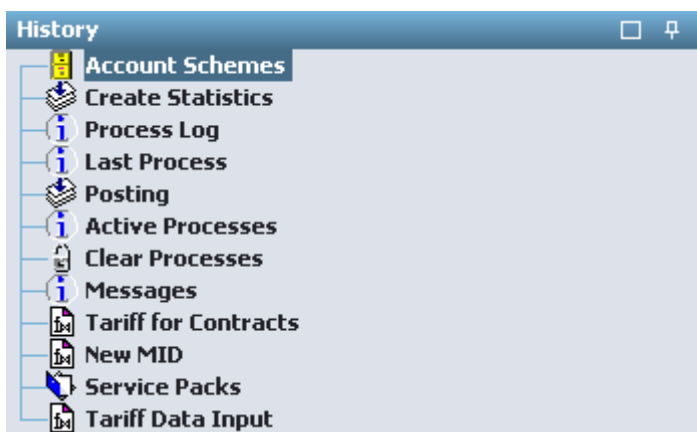 History
Account Schemes
Create Statistics
Process Log
Last Process
Posting
Active Processes
Clear Processes
Messages
Tariff for Contracts
New MID
Service Packs
Tariff Data Input